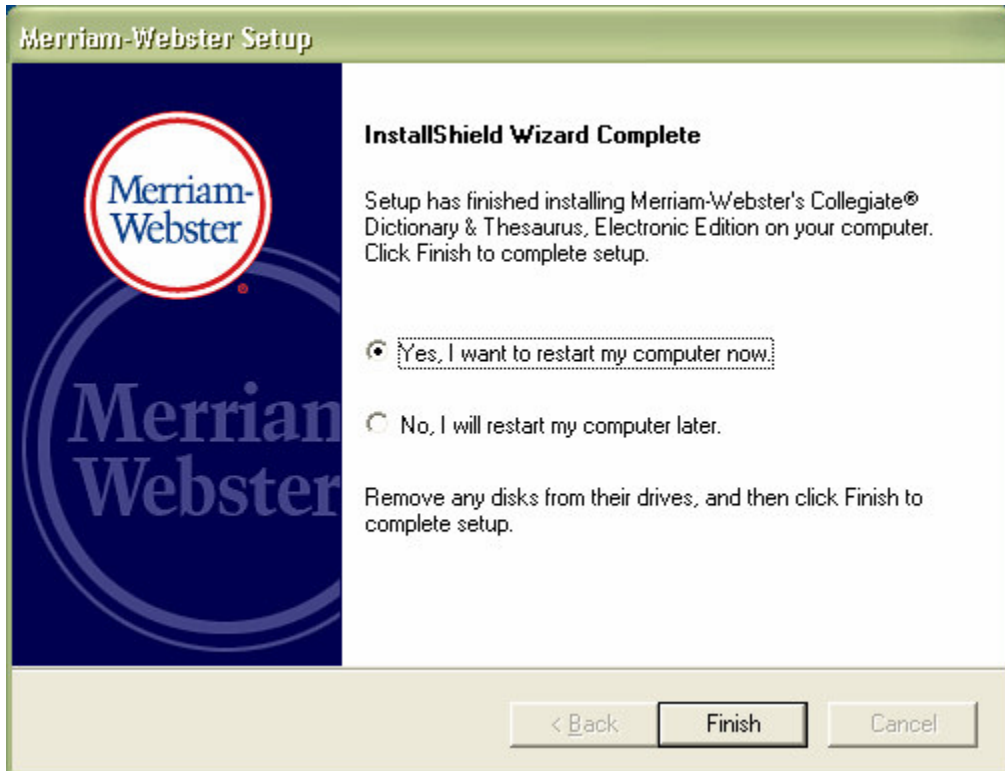 Merriam-Webster Setup
Merriam-
Webster
®
Merriam
Webster
InstallShield Wizard Complete
Setup has finished installing Merriam-Webster's Collegiate®
Dictionary & Thesaurus, Electronic Edition on your computer.
Click Finish to complete setup.
Yes, I want to restart my computer now.
No, I will restart my computer later.
Remove any disks from their drives, and then click Finish to
complete setup.
< Back
Finish
Cancel